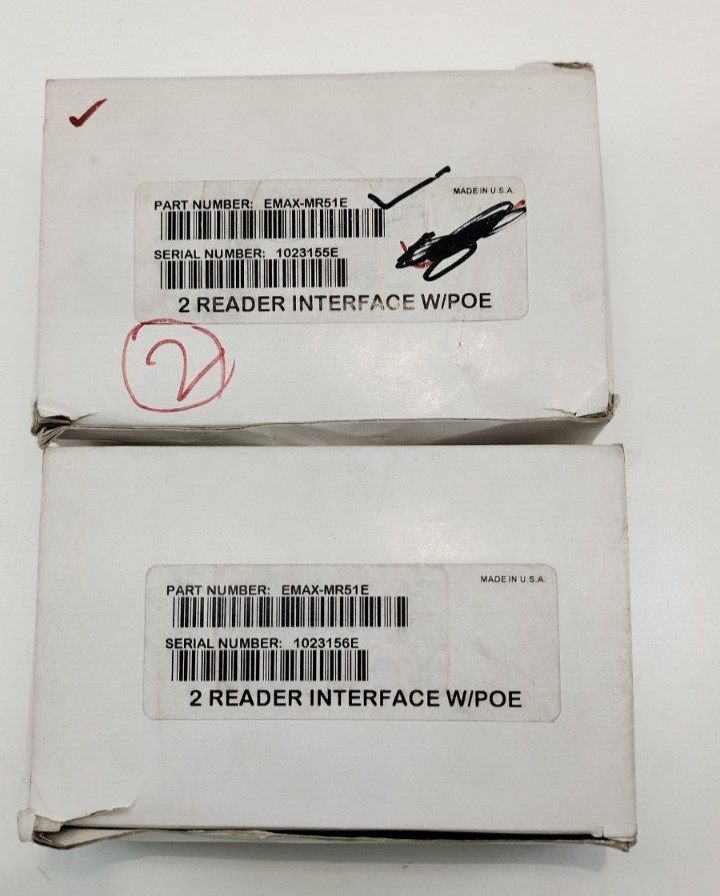 MADE IN U.S.A.
PART NUMBER: EMAX-MR51E
SERIAL NUMBER: 1023155E
2 READER INTERFACE W/POE
2
MADE IN U.S.A.
PART NUMBER: EMAX-MR51E
SERIAL NUMBER: 1023156E
2 READER INTERFACE W/POE